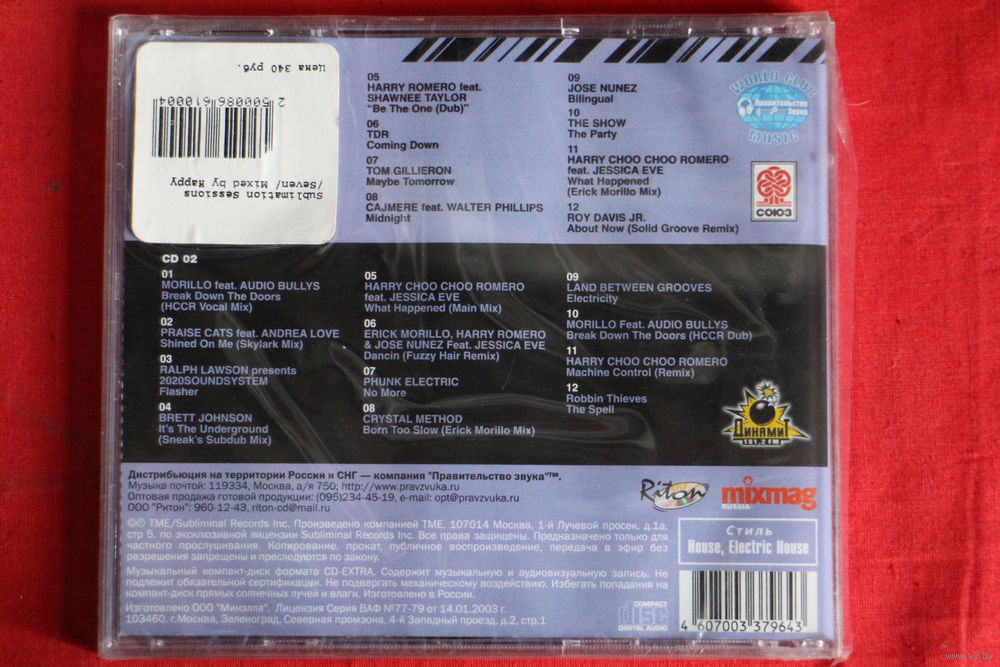 Цена 340 руб.
2 500086 610004
Sublimation Sessions
/Seven/ Mixed by Happy
05
HARRY ROMERO feat.
SHAWNEE TAYLOR
"Be The One (Dub)"
06
TDR
Coming Down
07
TOM GILLIERON
Maybe Tomorrow
08
CAJMERE feat. WALTER PHILLIPS
Midnight
09
JOSE NUNEZ
Bilingual
10
THE SHOW
The Party
11
HARRY CHOO CHOO ROMERO
feat. JESSICA EVE
What Happened
(Erick Morillo Mix)
12
ROY DAVIS JR.
About Now (Solid Groove Remix)
WORLD CLUB
Правительство
Звука
MUSIC
СОЮЗ
CD 02
01
MORILLO feat. AUDIO BULLYS
Break Down The Doors
(HCCR Vocal Mix)
02
PRAISE CATS feat. ANDREA LOVE
Shined On Me (Skylark Mix)
03
RALPH LAWSON presents
2020SOUNDSYSTEM
Flasher
04
BRETT JOHNSON
It's The Underground
(Sneak's Subdub Mix)
05
HARRY CHOO CHOO ROMERO
feat. JESSICA EVE
What Happened (Main Mix)
06
ERICK MORILLO, HARRY ROMERO
& JOSE NUNEZ Feat. JESSICA EVE
Dancin (Fuzzy Hair Remix)
07
PHUNK ELECTRIC
No More
08
CRYSTAL METHOD
Born Too Slow (Erick Morillo Mix)
09
LAND BETWEEN GROOVES
Electricity
10
MORILLO Feat. AUDIO BULLYS
Break Down The Doors (HCCR Dub)
11
HARRY CHOO CHOO ROMERO
Machine Control (Remix)
12
Robbin Thieves
The Spell
ДИНАМИТ
101.2 FM
Дистрибьюция на территории России и СНГ — компания "Правительство звука"™.
Музыка почтой: 119334, Москва, а/я 750; http://www.pravzvuka.ru
Оптовая продажа готовой продукции: (095)234-45-19, e-mail: opt@pravzvuka.ru
ООО "Ритон": 960-12-43, riton-cd@mail.ru
Riton
mixmag
RUSSIA
©℗ TME/Subliminal Records Inc. Произведено компанией TME. 107014 Москва, 1-й Лучевой просек, д.1а,
стр 5, по эксклюзивной лицензии Subliminal Records Inc. Все права защищены. Предназначено только для
частного прослушивания. Копирование, прокат, публичное воспроизведение, передача в эфир без
разрешения запрещены и преследуются по закону.
Музыкальный компакт-диск формата CD-EXTRA. Содержит музыкальную и аудиовизуальную запись. Не
подлежит обязательной сертификации. Не подвергать механическому воздействию. Избегать попадания на
компакт-диск прямых солнечных лучей и влаги. Изготовлено в России.
Изготовлено ООО "Минэлла". Лицензия Серия ВАФ №77-79 от 14.01.2003 г.
103460. г.Москва, Зеленоград, Северная промзона, 4-й Западный проезд, д.2, стр.1
Стиль
House, Electric House
COMPACT
disc
DIGITAL AUDIO
4 607003 379643